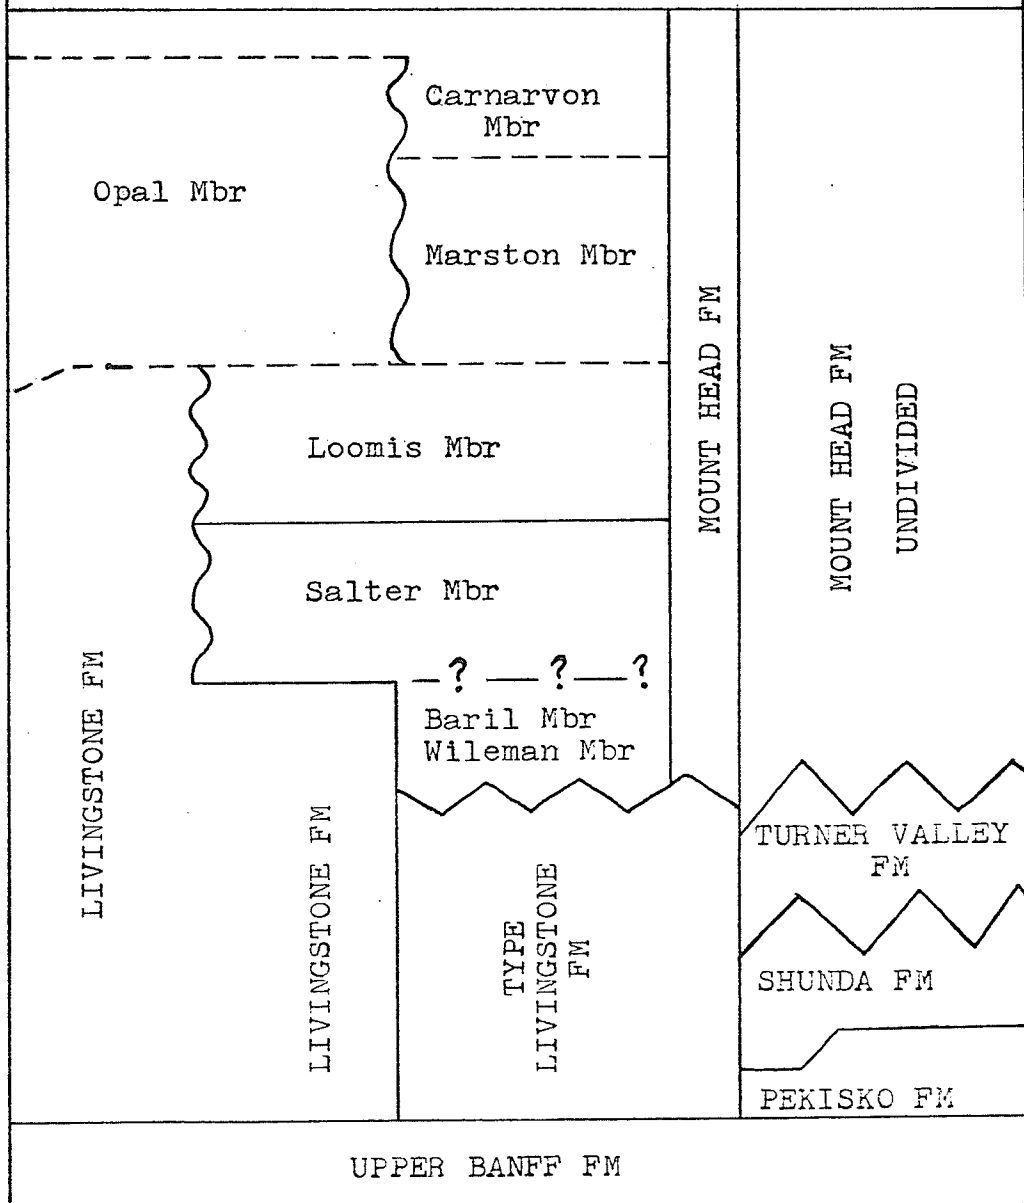 Carnarvon
Mbr
Opal Mbr
Marston Mbr
MOUNT HEAD FM
MOUNT HEAD FM
UNDIVIDED
Loomis Mbr
Salter Mbr
? ? ?
Baril Mbr
Wileman Mbr
LIVINGSTONE FM
LIVINGSTONE FM
TYPE
LIVINGSTONE
FM
TURNER VALLEY
FM
SHUNDA FM
PEKISKO FM
UPPER BANFF FM